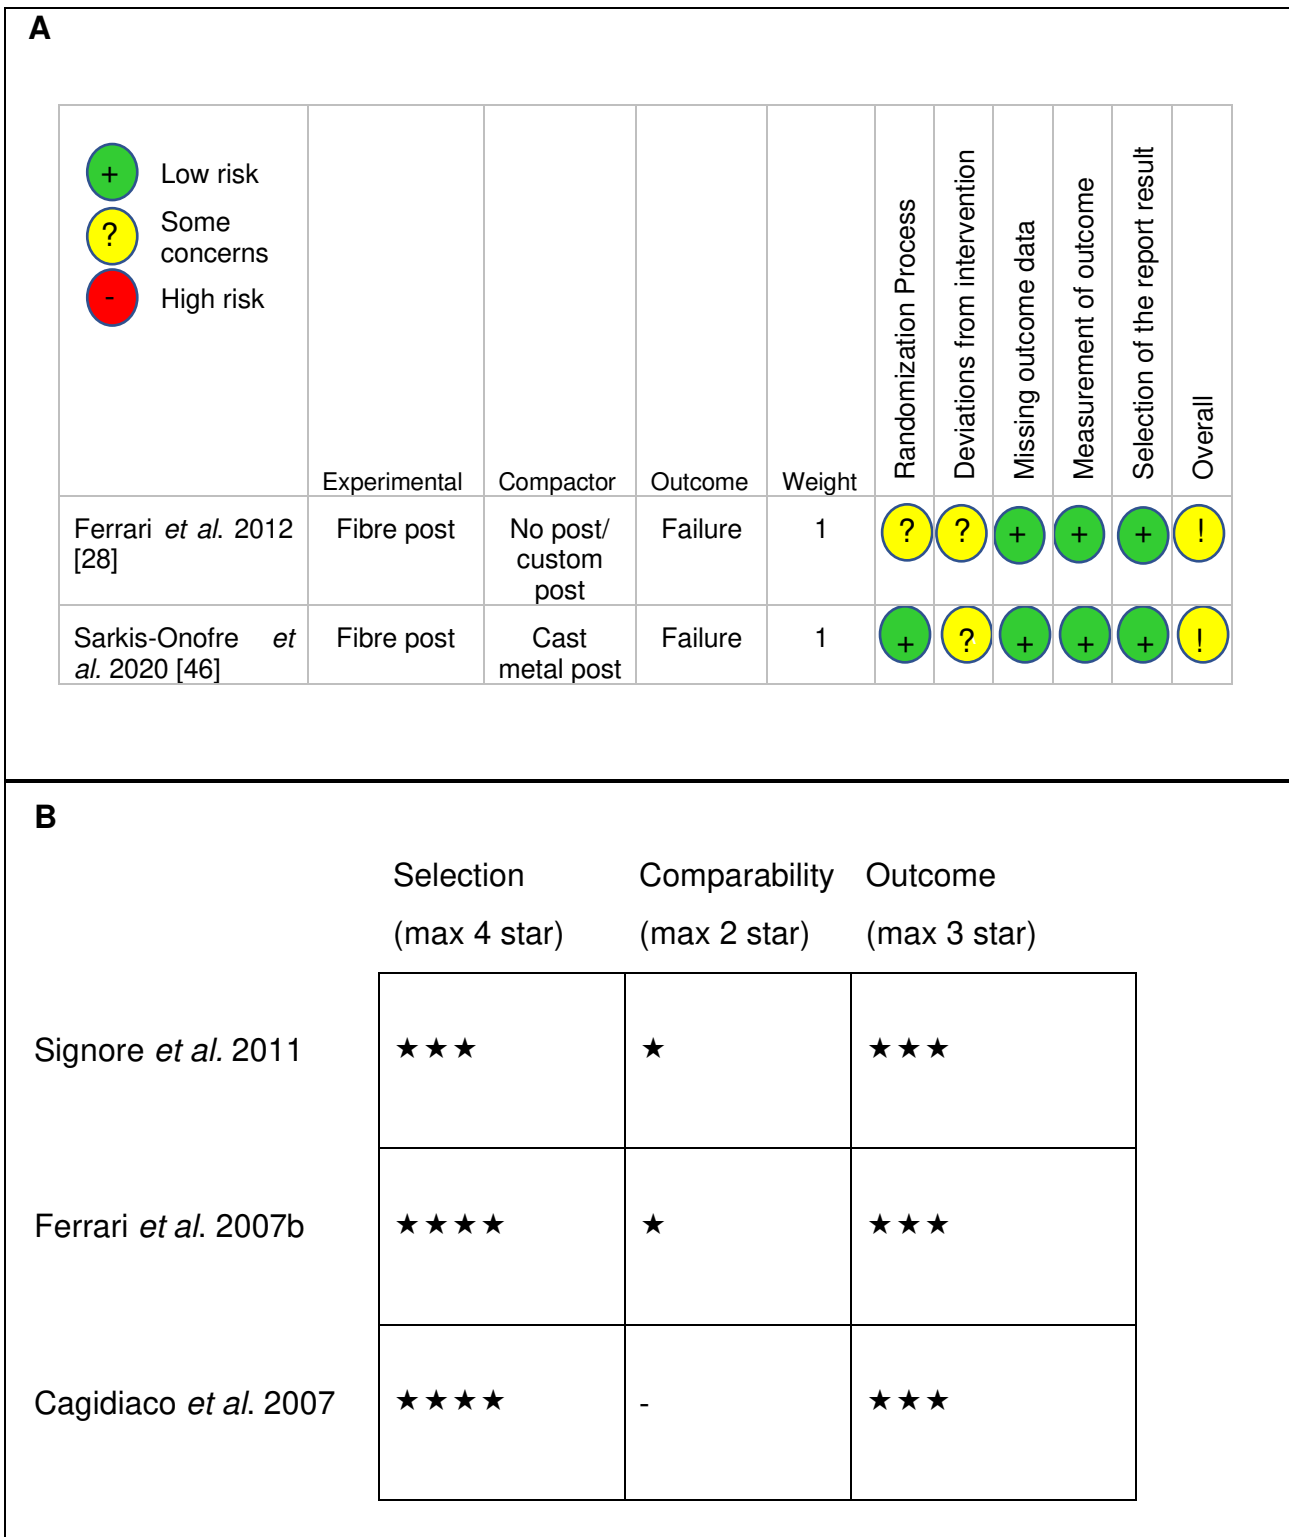 A
+ Low risk
? Some
concerns
- High risk
Experimental
Compactor
Outcome
Weight
Randomization Process
Deviations from intervention
Missing outcome data
Measurement of outcome
Selection of the report result
Overall
Ferrari et al. 2012
[28]
Fibre post
No post/
custom
post
Failure
1
? ? + + + !
Sarkis-Onofre et
al. 2020 [46]
Fibre post
Cast
metal post
Failure
1
+ ? + + + !
B
Selection
(max 4 star)
Comparability
(max 2 star)
Outcome
(max 3 star)
Signore et al. 2011 ★★★ ★ ★★★
Ferrari et al. 2007b ★★★★ ★ ★★★
Cagidiaco et al. 2007 ★★★★ - ★★★